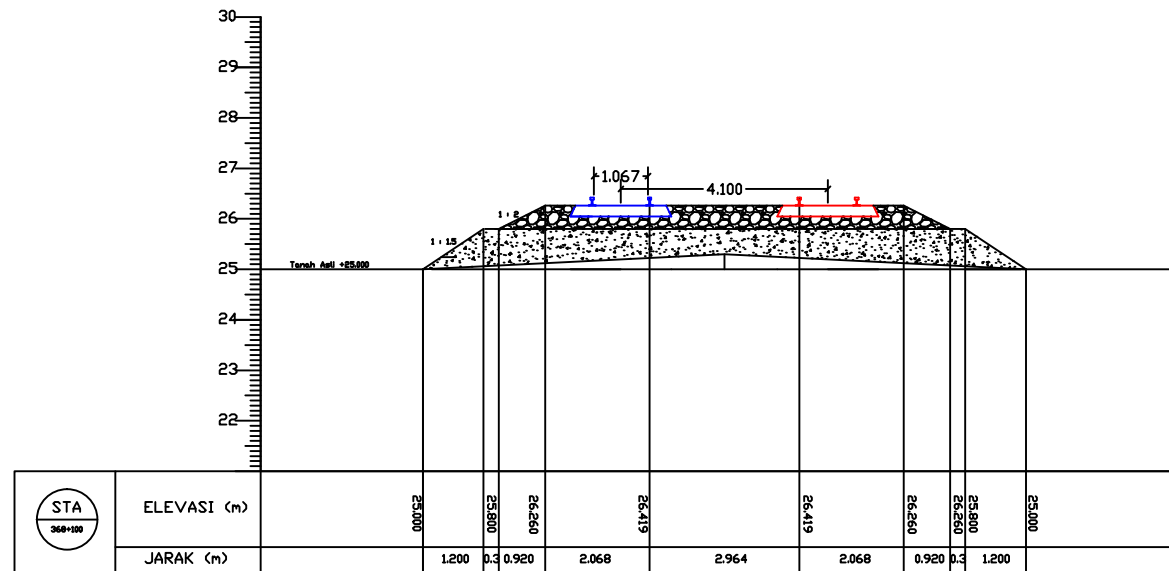 30
29
28
27
26
25
24
23
22
1.067
4.100
1 : 2
1 : 1.5
Tanah Asli +25.000
STA
368+100
ELEVASI (m)
25.000 25.800 26.260 26.419 26.419 26.260 26.260 25.800 25.000
JARAK (m) 1.200 0.3 0.920 2.068 2.964 2.068 0.920 0.3 1.200